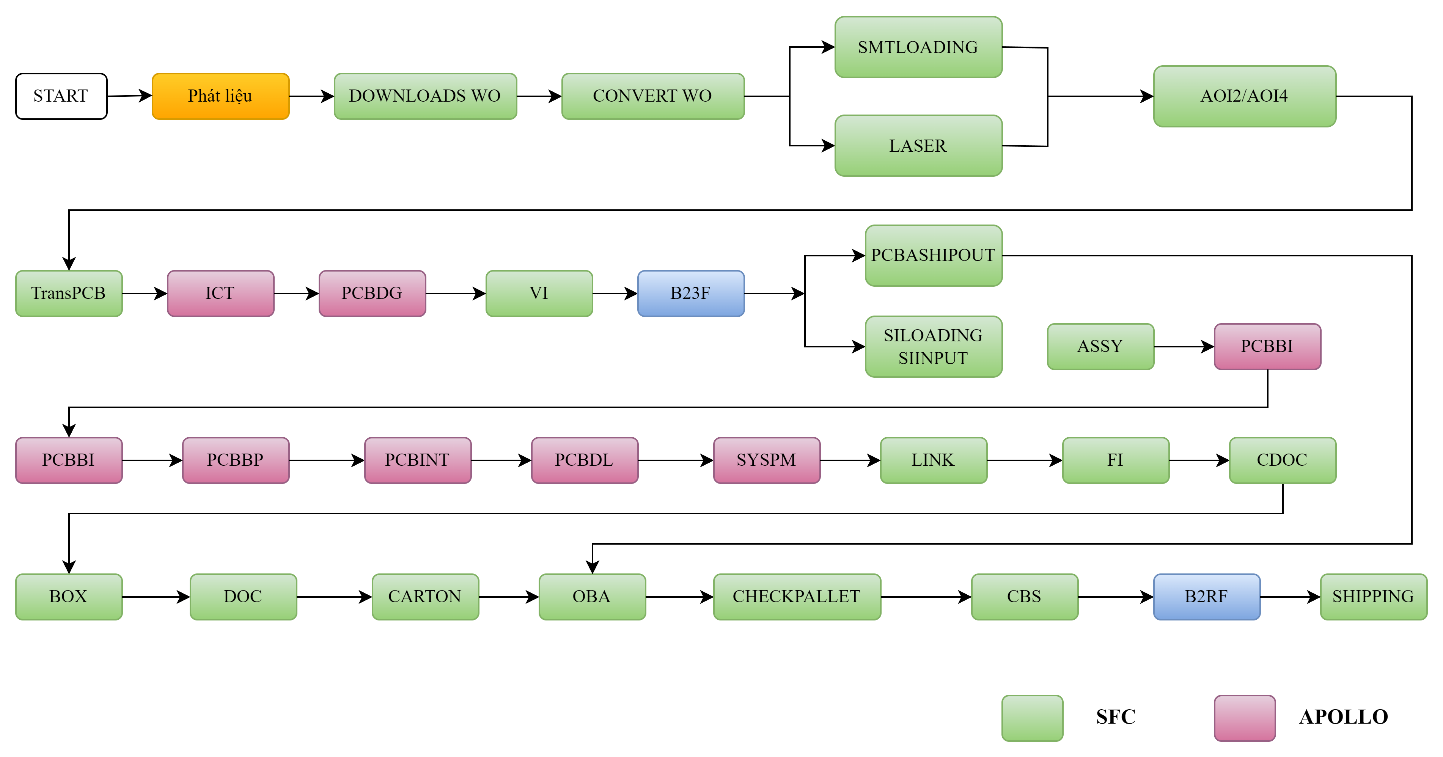 START
Phát liệu
DOWNLOADS WO
CONVERT WO
SMTLOADING
LASER
AOI2/AOI4
TransPCB
ICT
PCBDG
VI
B23F
PCBASHIPOUT
SILOADING
SIINPUT
ASSY
PCBBI
PCBBI
PCBBP
PCBINT
PCBDL
SYSPM
LINK
FI
CDOC
BOX
DOC
CARTON
OBA
CHECKPALLET
CBS
B2RF
SHIPPING
SFC
APOLLO